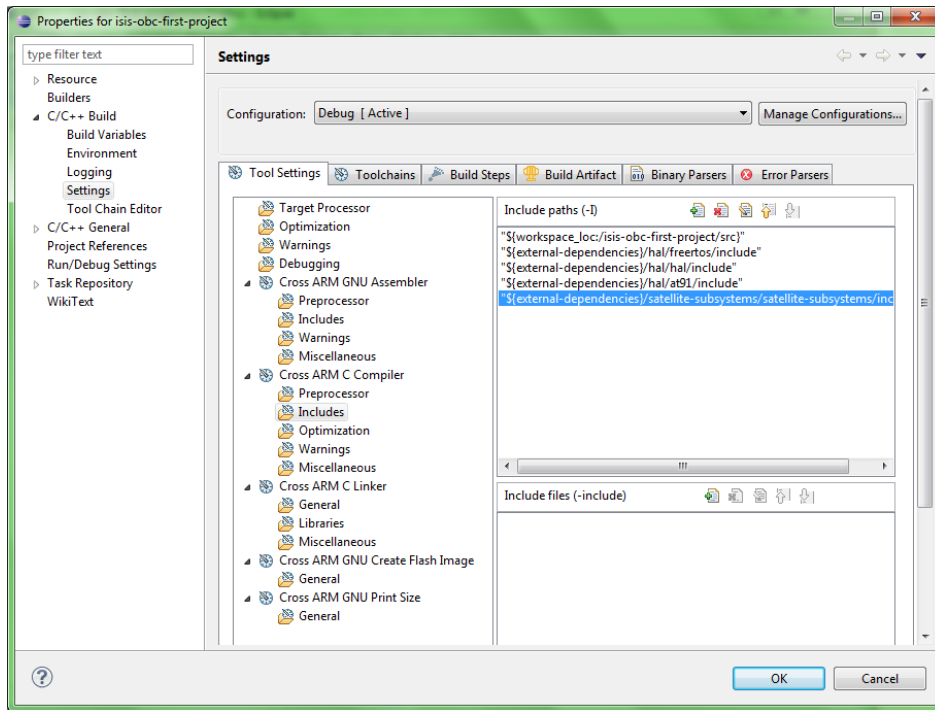 Properties for isis-obc-first-project
type filter text
Resource
Builders
C/C++ Build
Build Variables
Environment
Logging
Settings
Tool Chain Editor
C/C++ General
Project References
Run/Debug Settings
Task Repository
WikiText
Settings
Configuration:
Debug [ Active ]
Manage Configurations...
Tool Settings
Toolchains
Build Steps
Build Artifact
Binary Parsers
Error Parsers
Target Processor
Optimization
Warnings
Debugging
Cross ARM GNU Assembler
Preprocessor
Includes
Warnings
Miscellaneous
Cross ARM C Compiler
Preprocessor
Includes
Optimization
Warnings
Miscellaneous
Cross ARM C Linker
General
Libraries
Miscellaneous
Cross ARM GNU Create Flash Image
General
Cross ARM GNU Print Size
General
Include paths (-I)
"${workspace_loc:/isis-obc-first-project/src}"
"${external-dependencies}/hal/freertos/include"
"${external-dependencies}/hal/hal/include"
"${external-dependencies}/hal/at91/include"
"${external-dependencies}/satellite-subsystems/satellite-subsystems/inc
Include files (-include)
OK
Cancel